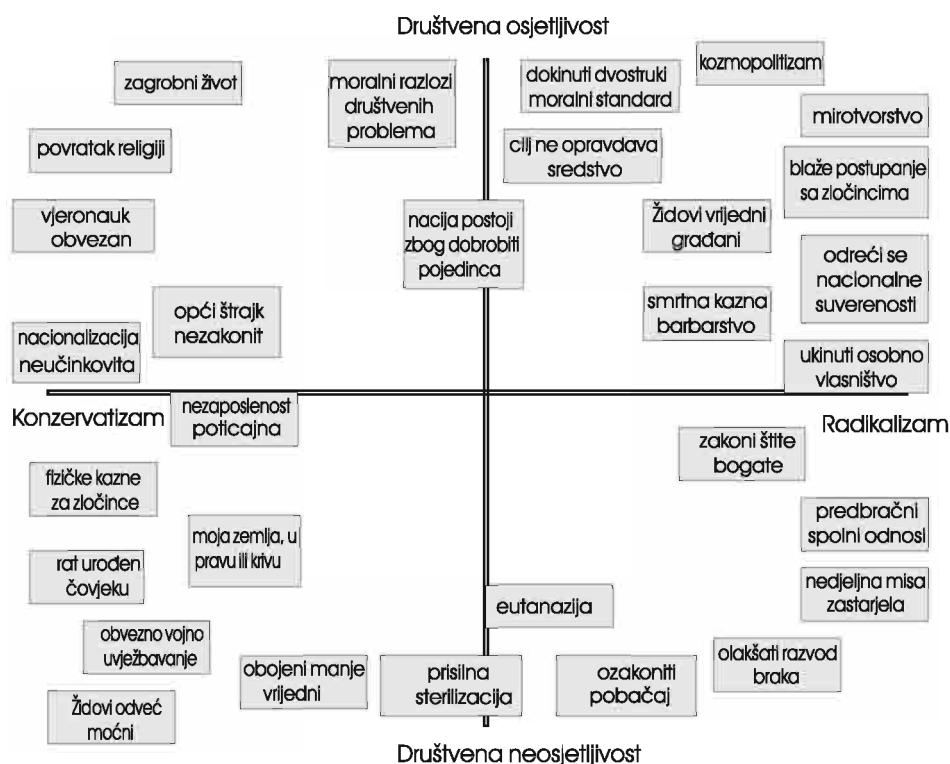 Društvena osjetljivost
zagrobni život
moralni razlozi
društvenih
problema
dokinuti dvostruki
moralni standard
kozmopolitizam
mirotvorstvo
povratak religiji
cilj ne opravdava
sredstvo
blaže postupanje
sa zločincima
vjeronauk
obvezan
nacija postoji
zbog dobrobiti
pojedinca
Židovi vrijedni
građani
odreći se
nacionalne
suverenosti
opći štrajk
nezakonit
smrtna kazna
barbarstvo
nacionalizacija
neučinkovita
ukinuti osobno
vlasništvo
Konzervatizam
nezaposlenost
poticajna
Radikalizam
zakoni štite
bogate
fizičke kazne
za zločince
predbračni
spolni odnosi
moja zemlja, u
pravu ili krivu
rat urođen
čovjeku
nedjeljna misa
zastarjela
eutanazija
obvezno vojno
uvježbavanje
obojeni manje
vrijedni
prisilna
sterilizacija
ozakoniti
pobačaj
olakšati razvod
braka
Židovi odveć
moćni
Društvena neosjetljivost